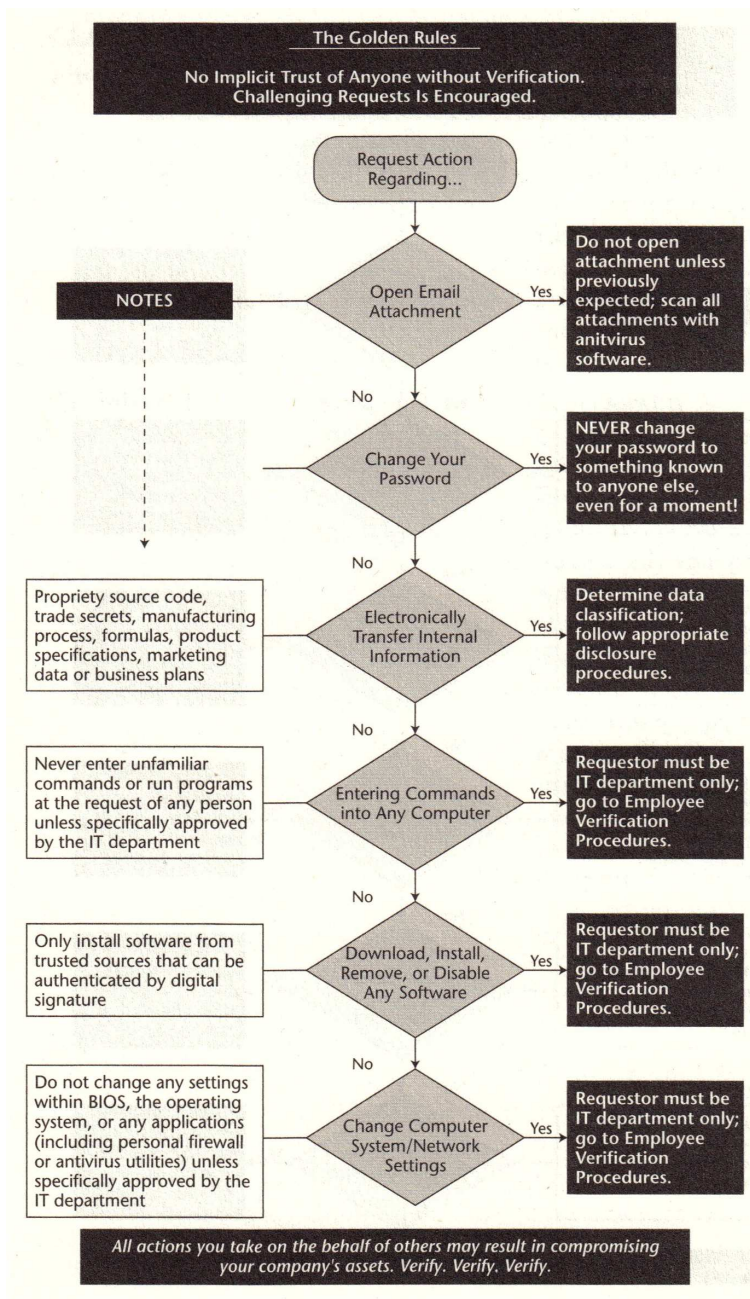 The Golden Rules
No Implicit Trust of Anyone without Verification.
Challenging Requests Is Encouraged.
Request Action
Regarding...
NOTES
Open Email
Attachment
Yes
Do not open
attachment unless
previously
expected; scan all
attachments with
anitvirus
software.
No
Change Your
Password
Yes
NEVER change
your password to
something known
to anyone else,
even for a moment!
No
Propriety source code,
trade secrets, manufacturing
process, formulas, product
specifications, marketing
data or business plans
Electronically
Transfer Internal
Information
Yes
Determine data
classification;
follow appropriate
disclosure
procedures.
No
Never enter unfamiliar
commands or run programs
at the request of any person
unless specifically approved
by the IT department
Entering Commands
into Any Computer
Yes
Requestor must be
IT department only;
go to Employee
Verification
Procedures.
No
Only install software from
trusted sources that can be
authenticated by digital
signature
Download, Install,
Remove, or Disable
Any Software
Yes
Requestor must be
IT department only;
go to Employee
Verification
Procedures.
No
Do not change any settings
within BIOS, the operating
system, or any applications
(including personal firewall
or antivirus utilities) unless
specifically approved by the
IT department
Change Computer
System/Network
Settings
Yes
Requestor must be
IT department only;
go to Employee
Verification
Procedures.
All actions you take on the behalf of others may result in compromising
your company's assets. Verify. Verify. Verify.